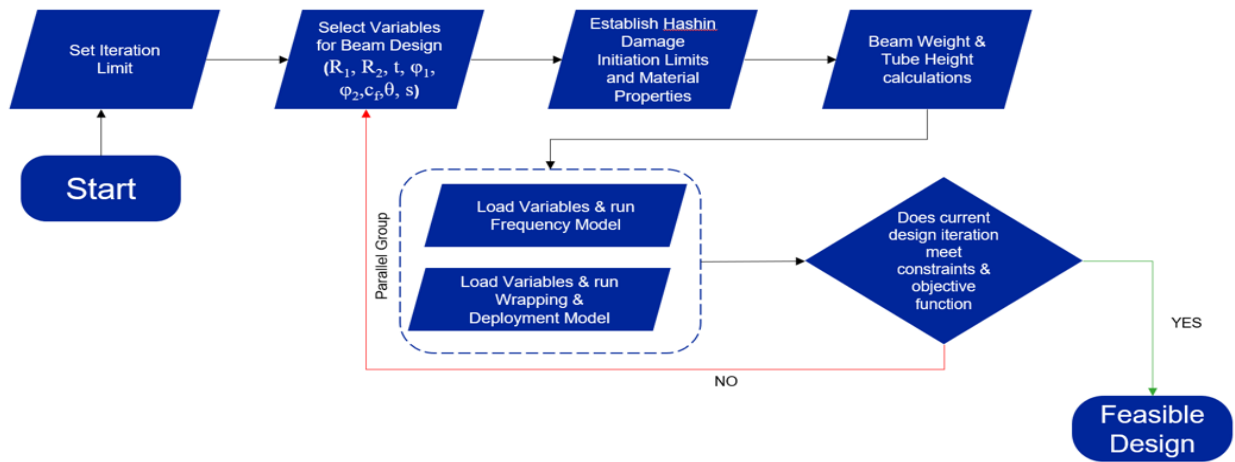 Set Iteration
Limit
Select Variables
for Beam Design
(R₁, R₂, t, φ₁,
φ₂,c_f,θ, s)
Establish Hashin
Damage
Initiation Limits
and Material
Properties
Beam Weight &
Tube Height
calculations
Start
Parallel Group
Load Variables & run
Frequency Model
Load Variables & run
Wrapping &
Deployment Model
Does current
design iteration
meet
constraints &
objective
function
YES
NO
Feasible
Design